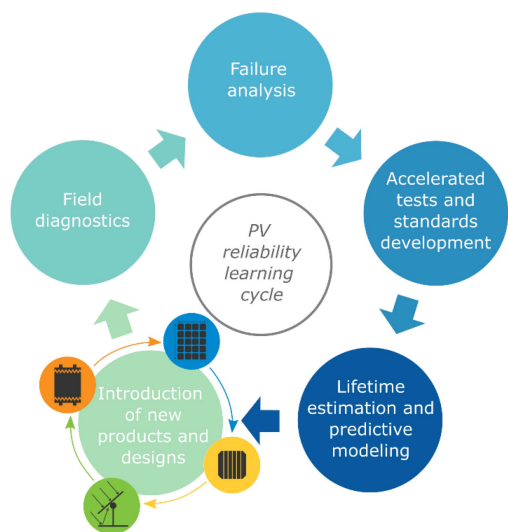 Failure
analysis
Accelerated
tests and
standards
development
Lifetime
estimation and
predictive
modeling
Introduction
of new
products and
designs
Field
diagnostics
PV
reliability
learning
cycle